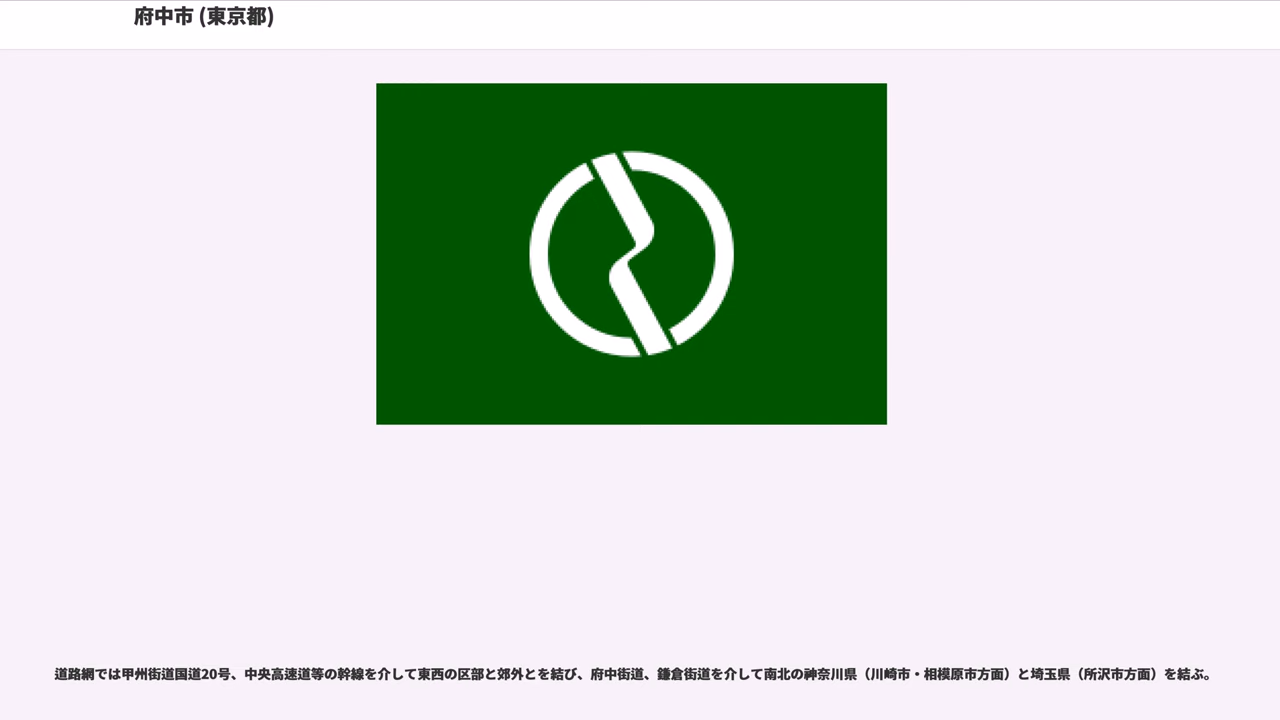 府中市 (東京都)
道路網では甲州街道国道20号、中央高速道等の幹線を介して東西の区部と郊外とを結び、府中街道、鎌倉街道を介して南北の神奈川県（川崎市・相模原市方面）と埼玉県（所沢市方面）を結ぶ。